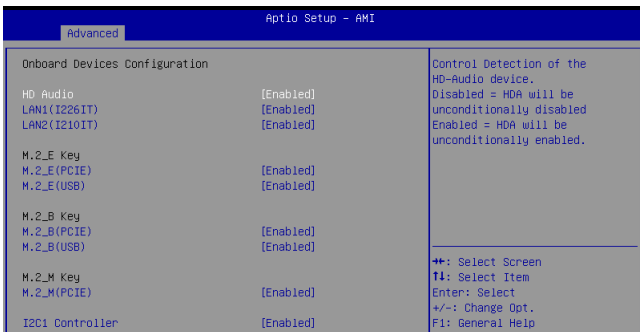 Aptio Setup – AMI
Advanced
Onboard Devices Configuration
HD Audio [Enabled]
LAN1(I226IT) [Enabled]
LAN2(I210IT) [Enabled]
M.2_E Key
M.2_E(PCIE) [Enabled]
M.2_E(USB) [Enabled]
M.2_B Key
M.2_B(PCIE) [Enabled]
M.2_B(USB) [Enabled]
M.2_M Key
M.2_M(PCIE) [Enabled]
I2C1 Controller [Enabled]
Control Detection of the
HD-Audio device.
Disabled = HDA will be
unconditionally disabled
Enabled = HDA will be
unconditionally enabled.
→←: Select Screen
↑↓: Select Item
Enter: Select
+/-: Change Opt.
F1: General Help